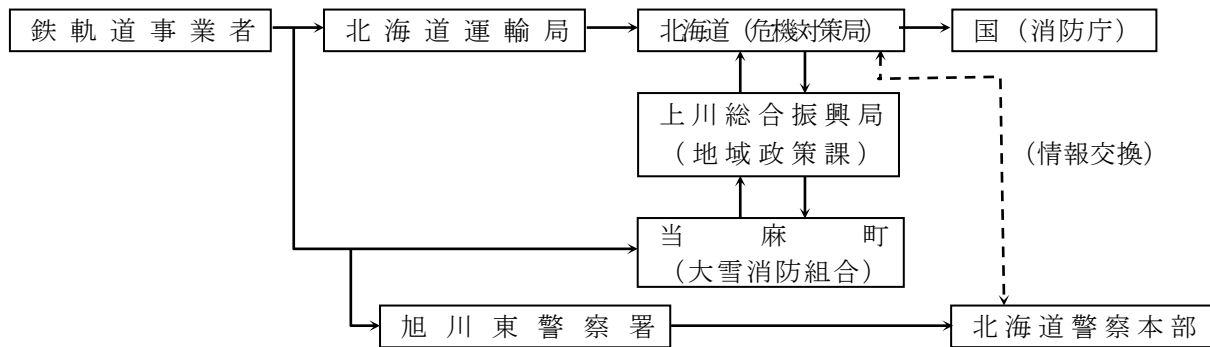 鉄軌道事業者
北海道運輸局
北海道（危機対策局）
国（消防庁）
上川総合振興局
（地域政策課）
（情報交換）
当麻町
（大雪消防組合）
旭川東警察署
北海道警察本部